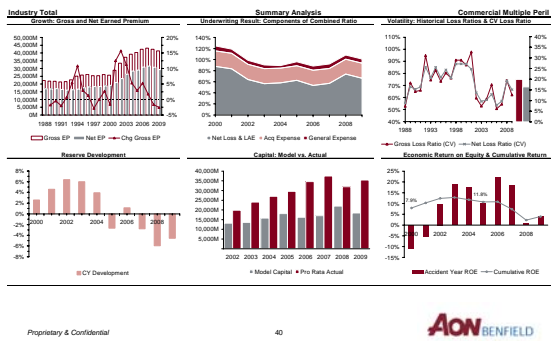 Industry Total Summary Analysis Commercial Multiple Peril
Growth: Gross and Net Earned Premium
50,000M 20%
45,000M
40,000M 15%
35,000M
30,000M 10%
25,000M 5%
20,000M
15,000M 0%
10,000M
5,000M
0M -5%
1988 1991 1994 1997 2000 2003 2006 2009
Gross EP Net EP Chg Gross EP
Underwriting Result: Components of Combined Ratio
140%
120%
100%
80%
60%
40%
20%
0%
2000 2002 2004 2006 2008
Net Loss & LAE Acq Expense General Expense
Volatility: Historical Loss Ratios & CV Loss Ratio
110% 40%
100% 35%
90% 30%
80% 25%
70% 20%
60% 15%
50% 10%
40% 5%
0%
1988 1993 1998 2003 2008
Gross Loss Ratio (CV) Net Loss Ratio (CV)
Reserve Development
8%
6%
4%
2%
0%
-2%
-4%
-6%
-8%
2000 2002 2004 2006 2008
CY Development
Capital: Model vs. Actual
40,000M
35,000M
30,000M
25,000M
20,000M
15,000M
10,000M
5,000M
2002 2003 2004 2005 2006 2007 2008 2009
Model Capital Pro Rata Actual
Economic Return on Equity & Cumulative Return
25%
20%
15%
10%
5%
0%
-5%
-10%
-15%
7.9% 11.8%
2000 2002 2004 2006 2008
Accident Year ROE Cumulative ROE
Proprietary & Confidential 40 AON BENFIELD